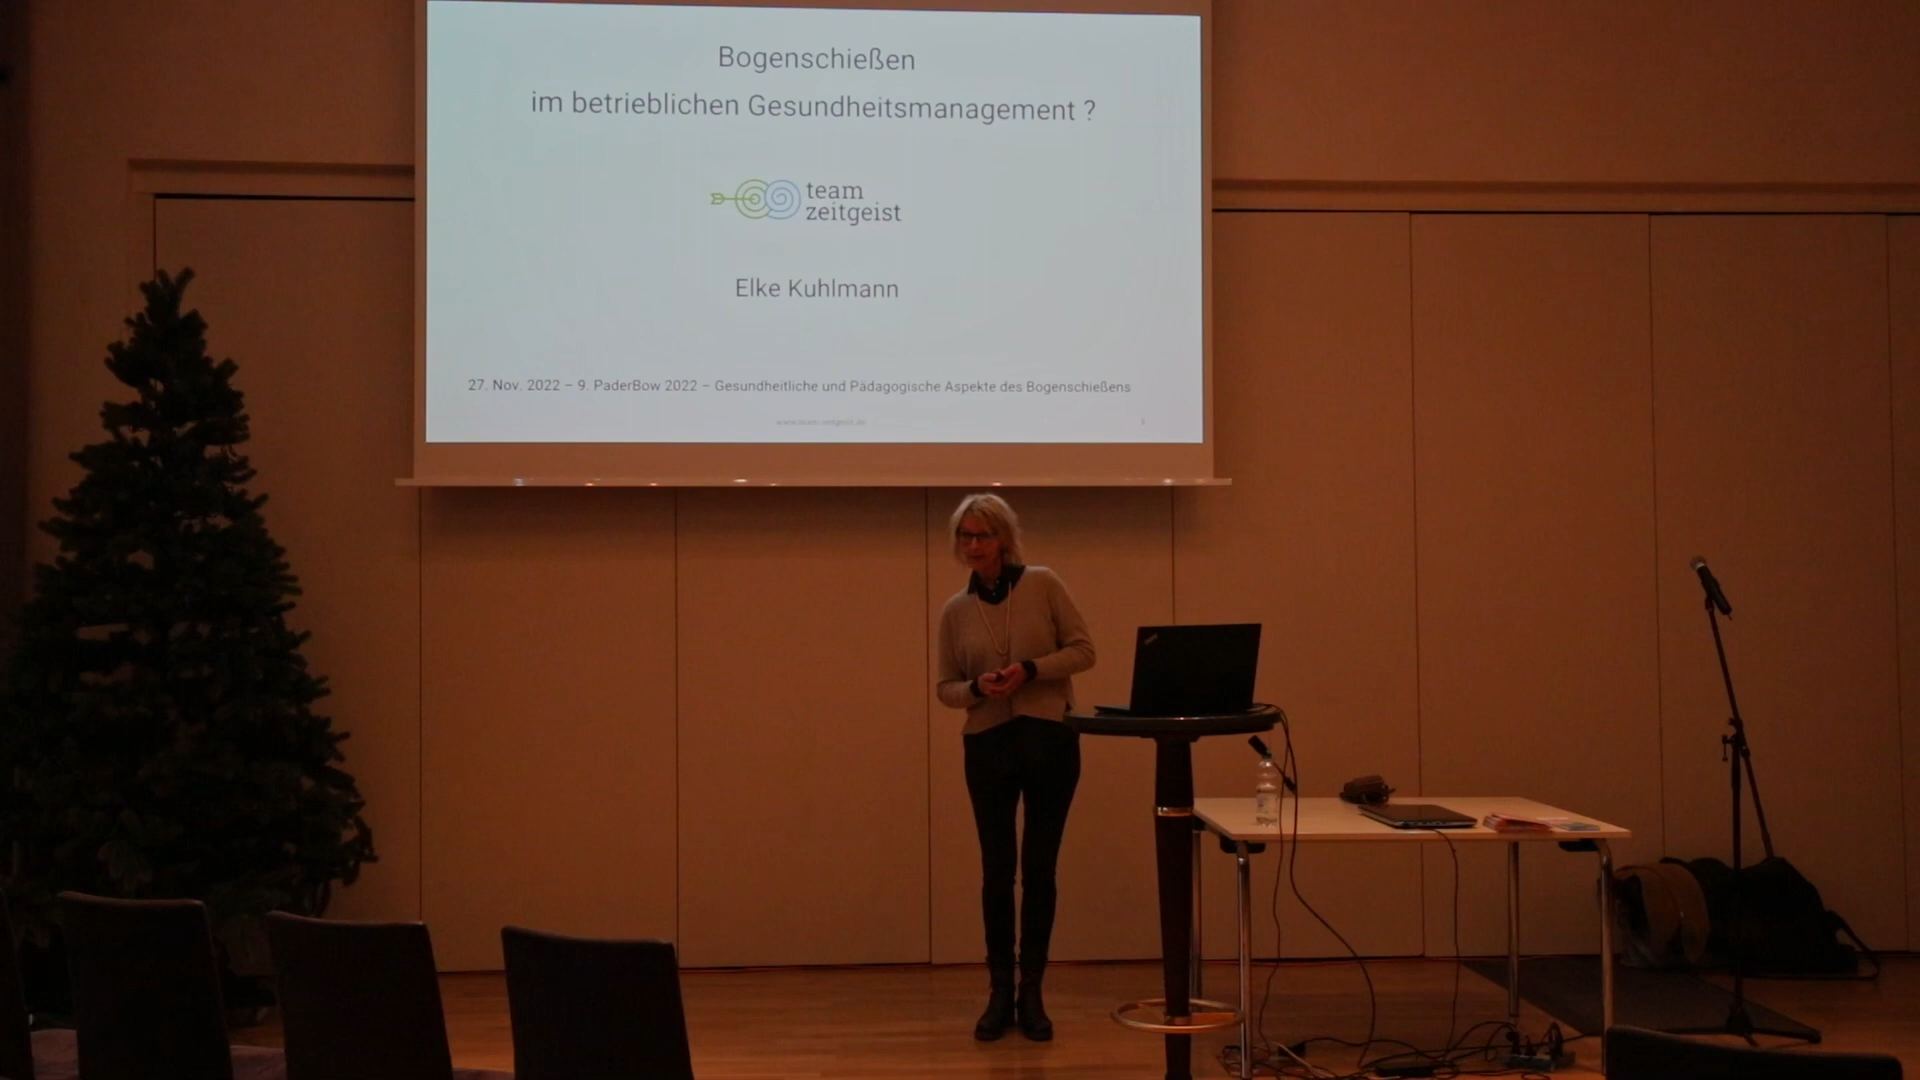 Bogenschießen
im betrieblichen Gesundheitsmanagement ?
team
zeitgeist
Elke Kuhlmann
27. Nov. 2022 – 9. PaderBow 2022 – Gesundheitliche und Pädagogische Aspekte des Bogenschießens